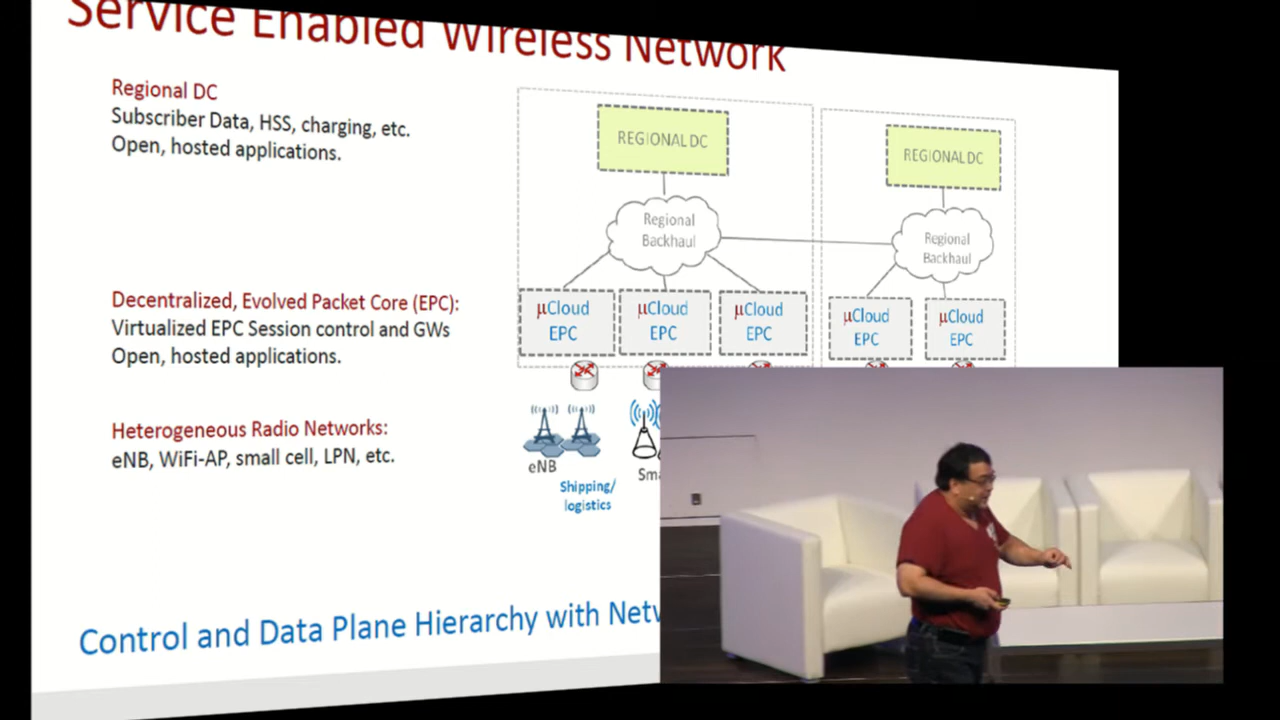 Service Enabled Wireless Network
Regional DC
Subscriber Data, HSS, charging, etc.
Open, hosted applications.
Decentralized, Evolved Packet Core (EPC):
Virtualized EPC Session control and GWs
Open, hosted applications.
Heterogeneous Radio Networks:
eNB, WiFi-AP, small cell, LPN, etc.
REGIONAL DC
REGIONAL DC
Regional
Backhaul
Regional
Backhaul
µCloud
EPC
µCloud
EPC
µCloud
EPC
µCloud
EPC
µCloud
EPC
eNB
Shipping/
logistics
Control and Data Plane Hierarchy with